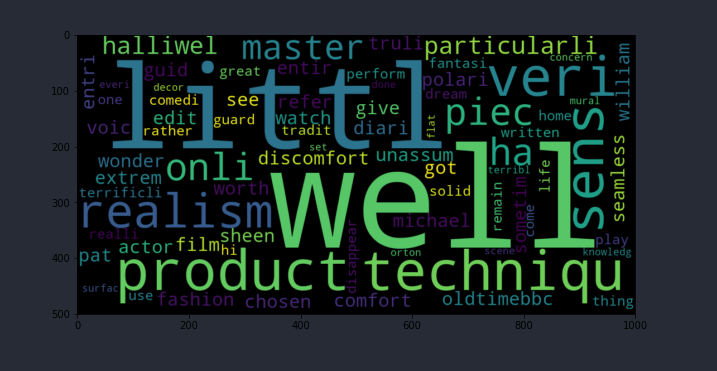 0
100
200
300
400
500
0
200
400
600
800
1000
halliwel
master
truli
particularli
entri
guid
great
entir
perform
fantasi
concern
william
littl
veri
everi
decor
done
polari
dream
one
comedi
see
refer
give
piec
mural
edit
guard
watch
diari
home
voic
rather
tradit
flat
written
sens
set
wonder
onli
discomfort
unassum
ha
seamless
extrem
got
terribl
life
terrificli
worth
well
solid
realism
michael
remain
sometim
come
realli
sheen
disappear
play
actor
film
hi
orton
scene
knowledg
pat
product
techniqu
surfac
use
fashion
chosen
comfort
oldtimebbc
thing